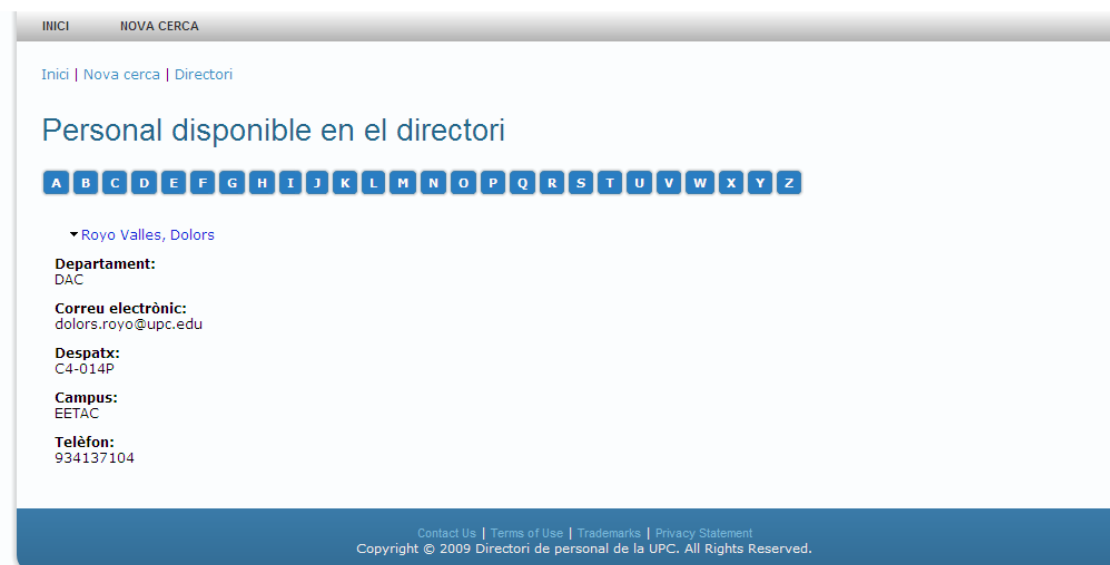 INICI NOVA CERCA
Inici | Nova cerca | Directori
Personal disponible en el directori
A B C D E F G H I J K L M N O P Q R S T U V W X Y Z
Royo Valles, Dolors
Departament:
DAC
Correu electrònic:
dolors.royo@upc.edu
Despatx:
C4-014P
Campus:
EETAC
Telèfon:
934137104
Contact Us | Terms of Use | Trademarks | Privacy Statement
Copyright © 2009 Directori de personal de la UPC. All Rights Reserved.